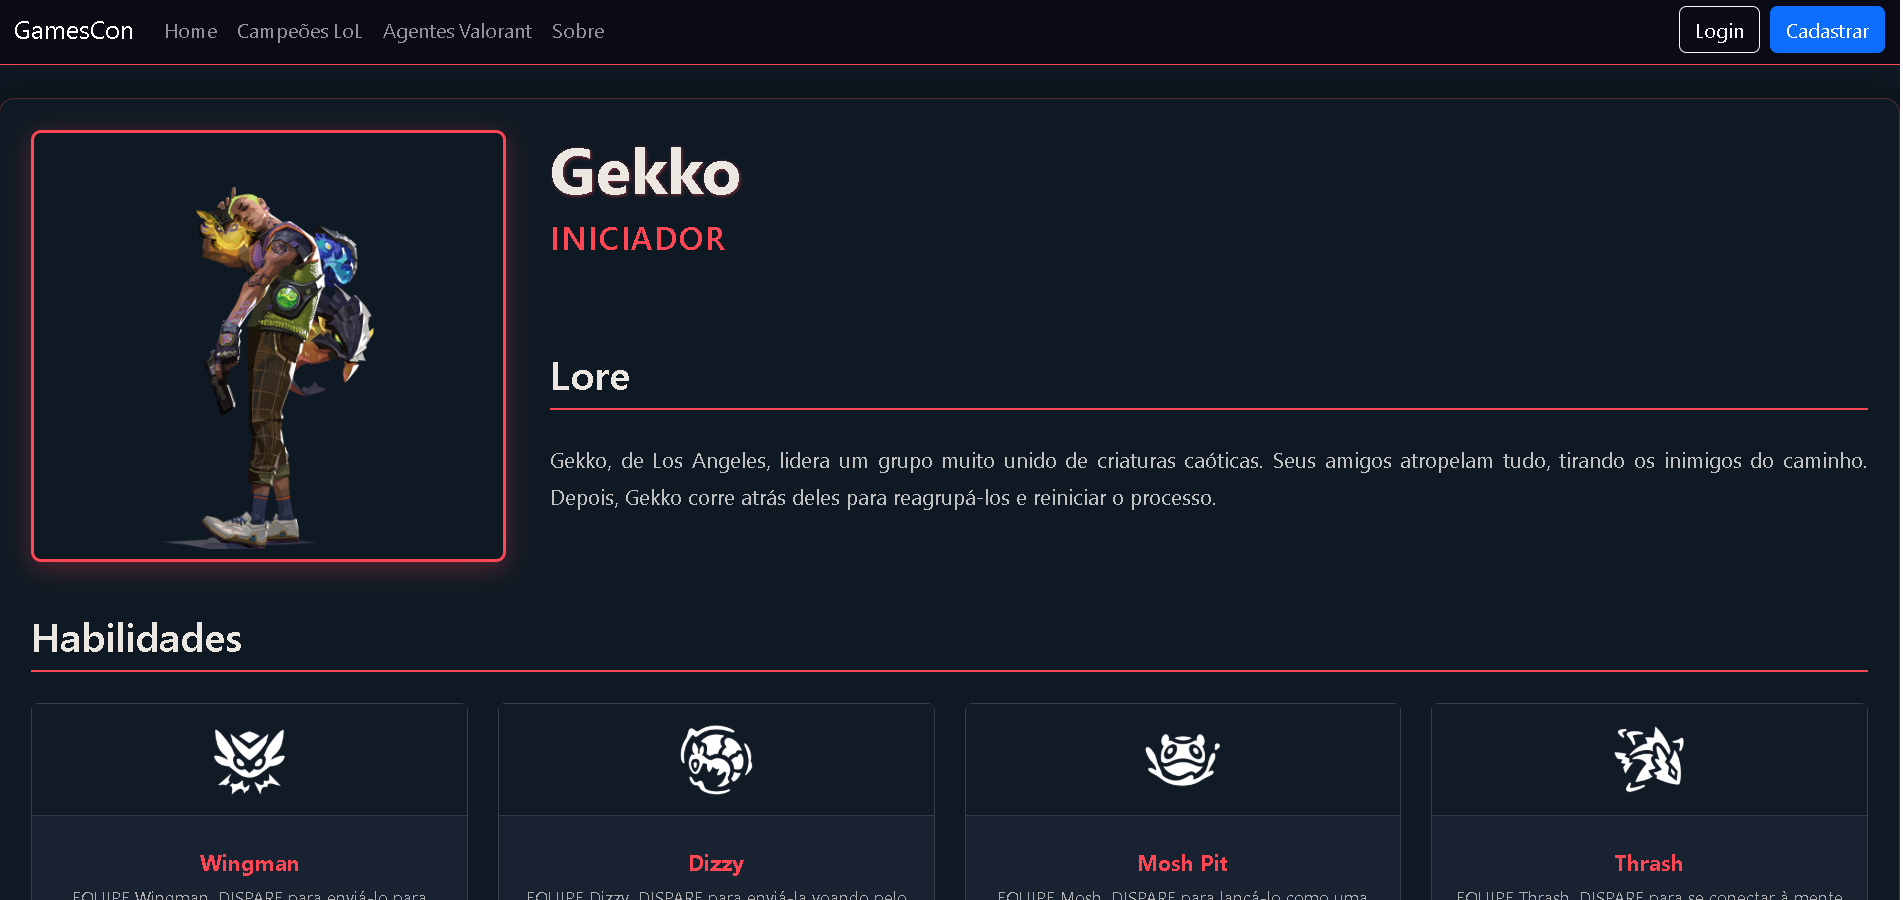 GamesCon Home Campeões LoL Agentes Valorant Sobre Login Cadastrar
Gekko
INICIADOR
Lore
Gekko, de Los Angeles, lidera um grupo muito unido de criaturas caóticas. Seus amigos atropelam tudo, tirando os inimigos do caminho.
Depois, Gekko corre atrás deles para reagrupá-los e reiniciar o processo.
Habilidades
Wingman
EQUIPE Wingman. DISPARE para enviá-lo para
Dizzy
EQUIPE Dizzy. DISPARE para enviá-la voando pelo
Mosh Pit
EQUIPE Mosh. DISPARE para lançá-lo como uma
Thrash
EQUIPE Thrash. DISPARE para se conectar à mente